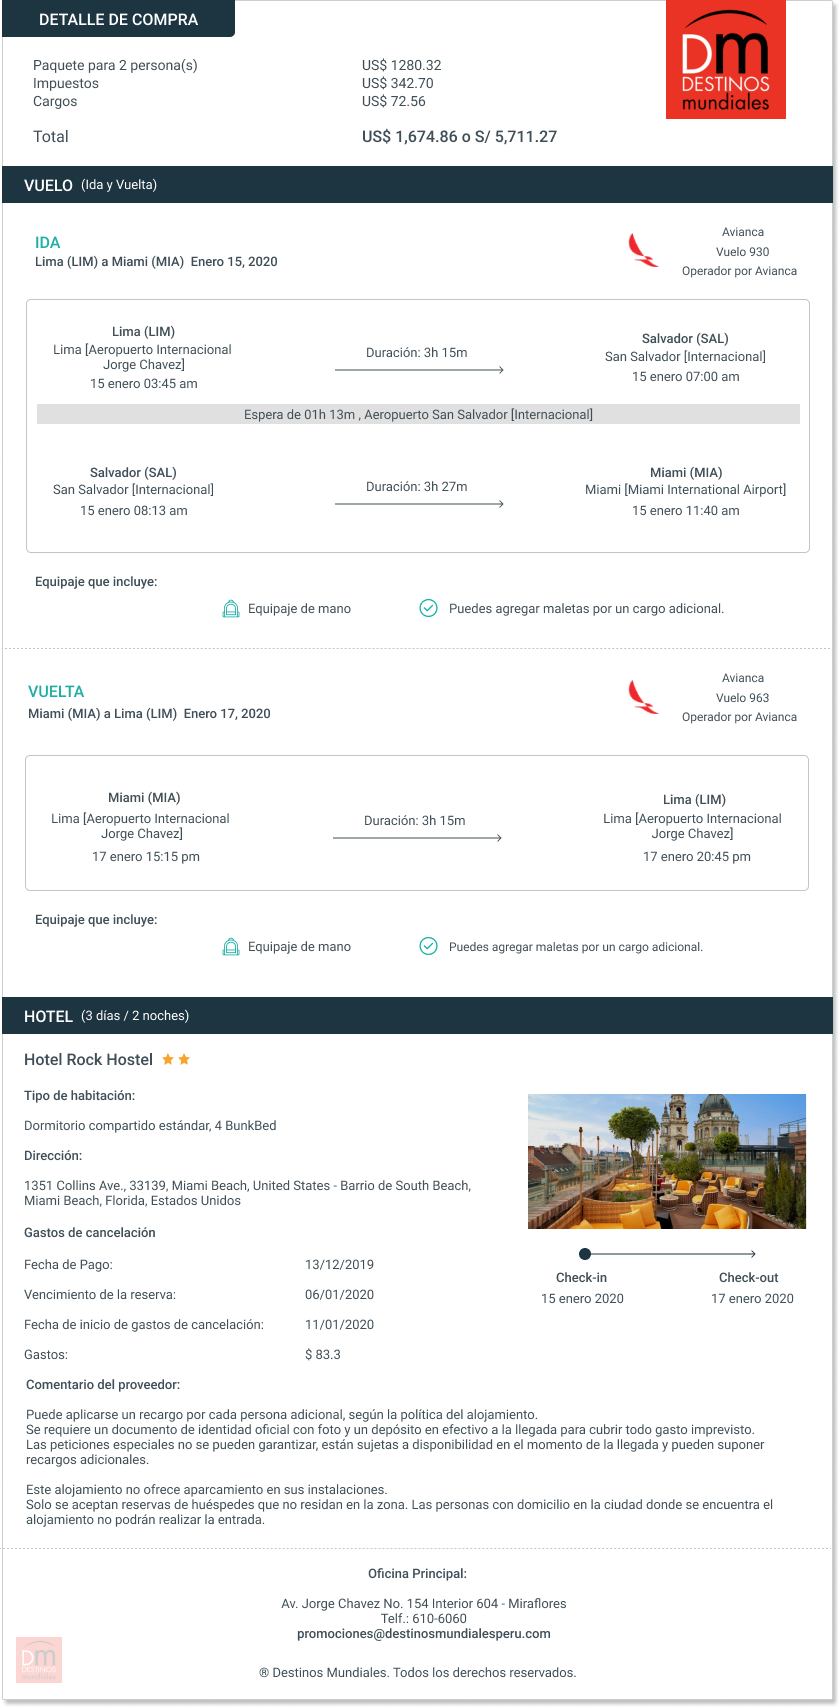 DETALLE DE COMPRA
Dm
DESTINOS
mundiales
Paquete para 2 persona(s) US$ 1280.32
Impuestos US$ 342.70
Cargos US$ 72.56
Total US$ 1,674.86 o S/ 5,711.27
VUELO (Ida y Vuelta)
IDA
Lima (LIM) a Miami (MIA) Enero 15, 2020
Avianca
Vuelo 930
Operador por Avianca
Lima (LIM)
Lima [Aeropuerto Internacional
Jorge Chavez]
15 enero 03:45 am
Duración: 3h 15m
Salvador (SAL)
San Salvador [Internacional]
15 enero 07:00 am
Espera de 01h 13m , Aeropuerto San Salvador [Internacional]
Salvador (SAL)
San Salvador [Internacional]
15 enero 08:13 am
Duración: 3h 27m
Miami (MIA)
Miami [Miami International Airport]
15 enero 11:40 am
Equipaje que incluye:
Equipaje de mano
Puedes agregar maletas por un cargo adicional.
VUELTA
Miami (MIA) a Lima (LIM) Enero 17, 2020
Avianca
Vuelo 963
Operador por Avianca
Miami (MIA)
Lima [Aeropuerto Internacional
Jorge Chavez]
17 enero 15:15 pm
Duración: 3h 15m
Lima (LIM)
Lima [Aeropuerto Internacional
Jorge Chavez]
17 enero 20:45 pm
Equipaje que incluye:
Equipaje de mano
Puedes agregar maletas por un cargo adicional.
HOTEL (3 días / 2 noches)
Hotel Rock Hostel
Tipo de habitación:
Dormitorio compartido estándar, 4 BunkBed
Dirección:
1351 Collins Ave., 33139, Miami Beach, United States - Barrio de South Beach,
Miami Beach, Florida, Estados Unidos
Gastos de cancelación
Fecha de Pago: 13/12/2019
Vencimiento de la reserva: 06/01/2020
Fecha de inicio de gastos de cancelación: 11/01/2020
Gastos: $ 83.3
Check-in
15 enero 2020
Check-out
17 enero 2020
Comentario del proveedor:
Puede aplicarse un recargo por cada persona adicional, según la política del alojamiento.
Se requiere un documento de identidad oficial con foto y un depósito en efectivo a la llegada para cubrir todo gasto imprevisto.
Las peticiones especiales no se pueden garantizar, están sujetas a disponibilidad en el momento de la llegada y pueden suponer
recargos adicionales.
Este alojamiento no ofrece aparcamiento en sus instalaciones.
Solo se aceptan reservas de huéspedes que no residan en la zona. Las personas con domicilio en la ciudad donde se encuentra el
alojamiento no podrán realizar la entrada.
Oficina Principal:
Av. Jorge Chavez No. 154 Interior 604 - Miraflores
Telf.: 610-6060
promociones@destinosmundialesperu.com
Dm
DESTINOS
mundiales
® Destinos Mundiales. Todos los derechos reservados.